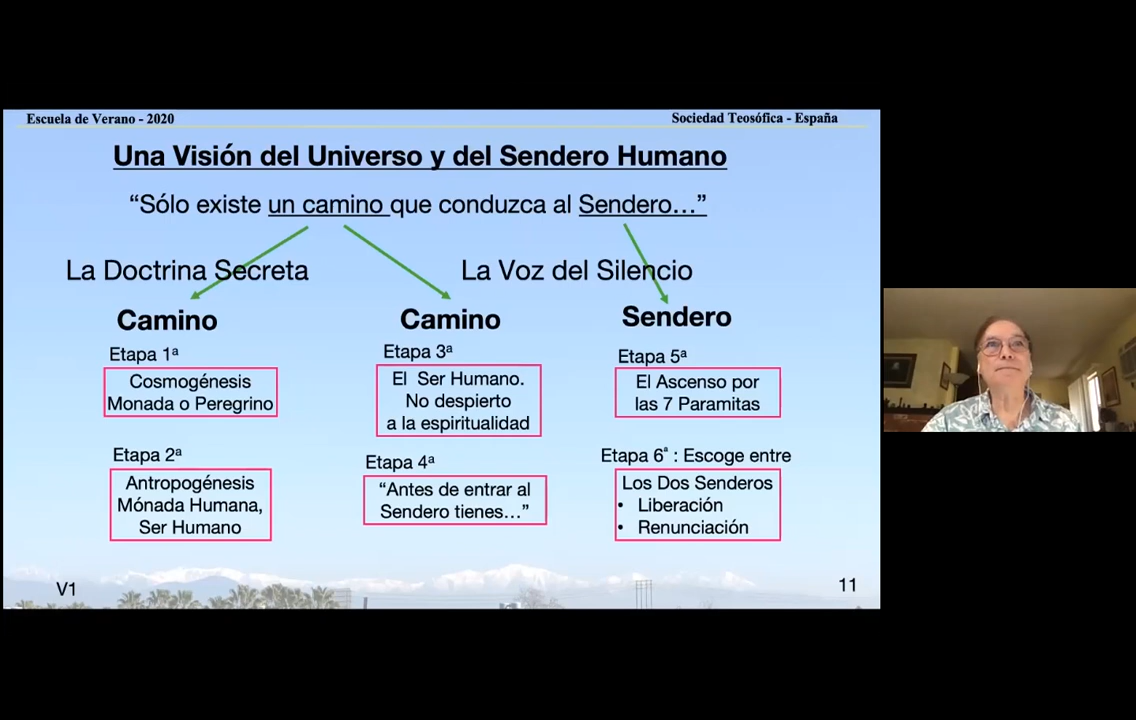 Escuela de Verano - 2020
Sociedad Teosófica - España
Una Visión del Universo y del Sendero Humano
“Sólo existe un camino que conduzca al Sendero…”
La Doctrina Secreta
La Voz del Silencio
Camino
Etapa 1ª
Cosmogénesis
Monada o Peregrino
Etapa 2ª
Antropogénesis
Mónada Humana,
Ser Humano
Camino
Etapa 3ª
El Ser Humano.
No despierto
a la espiritualidad
Etapa 4ª
“Antes de entrar al
Sendero tienes…”
Sendero
Etapa 5ª
El Ascenso por
las 7 Paramitas
Etapa 6ª : Escoge entre
Los Dos Senderos
• Liberación
• Renunciación
V1
11